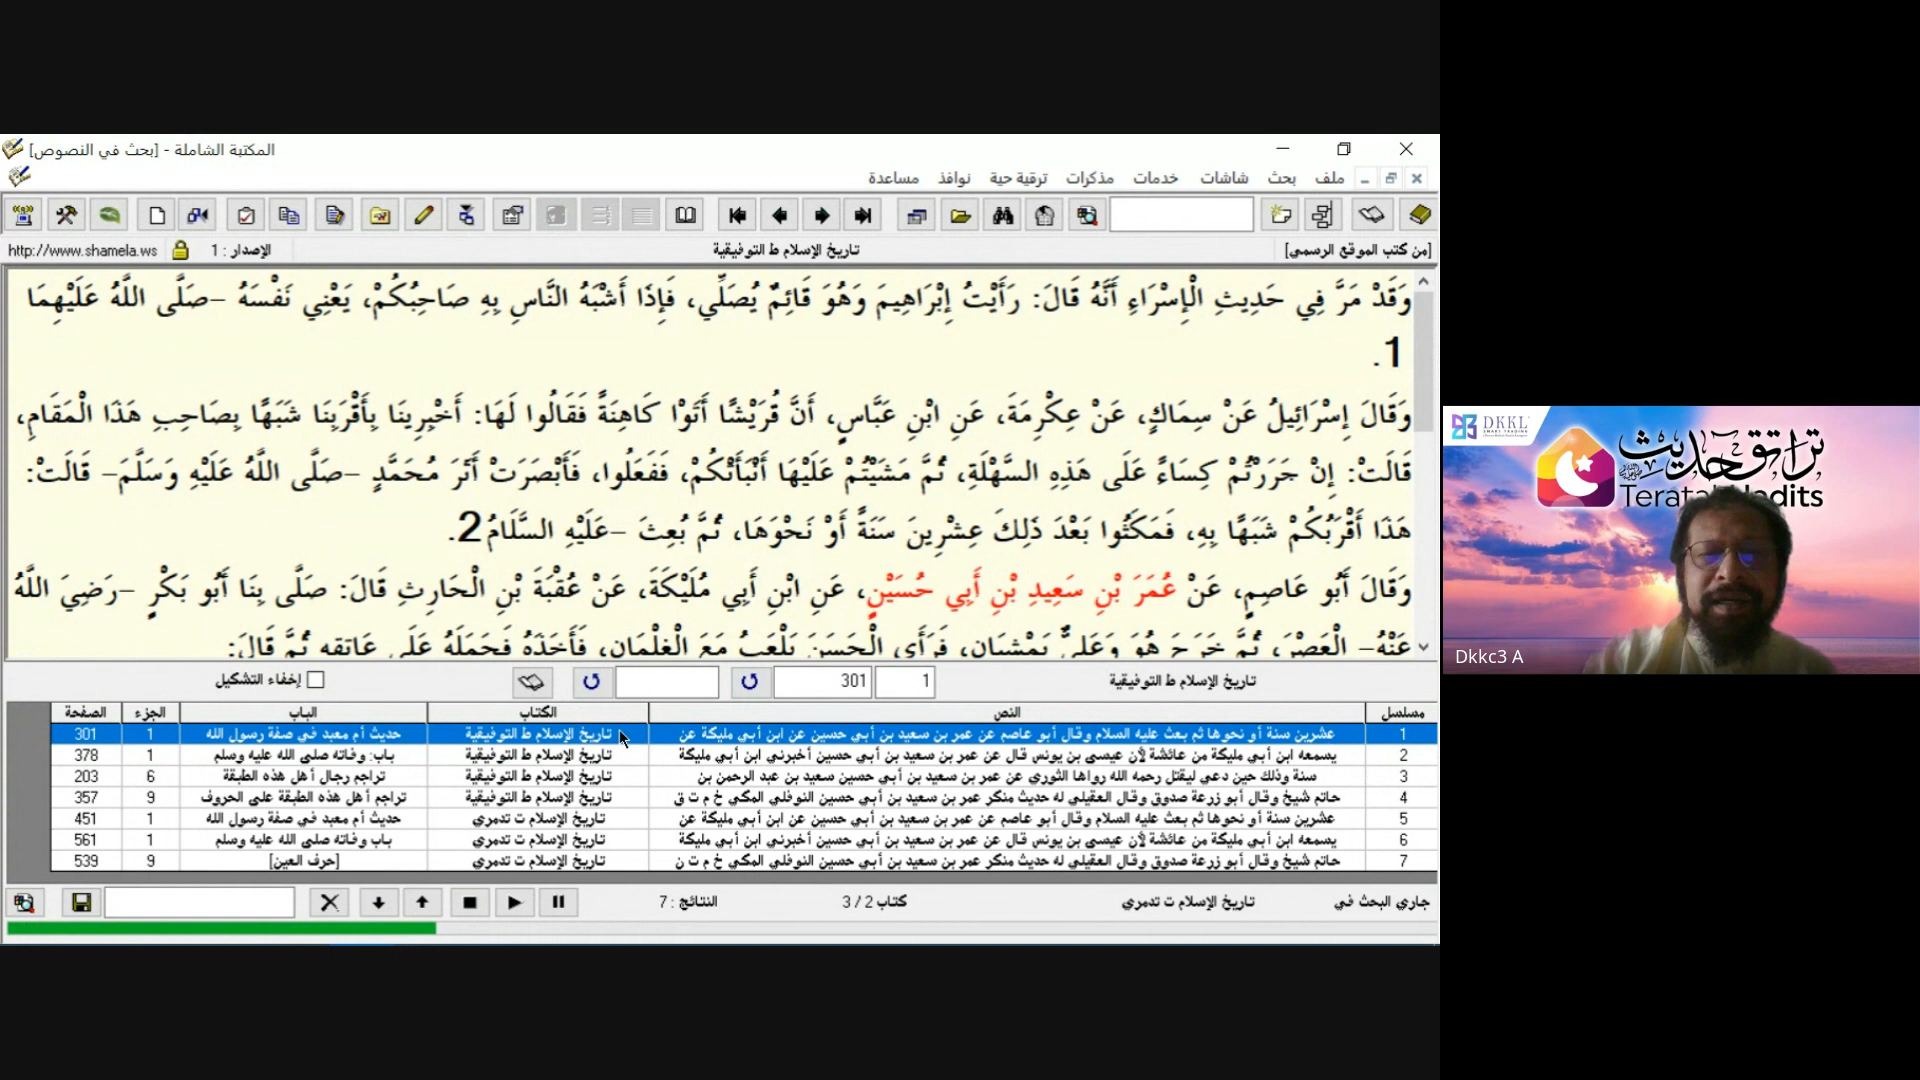 المكتبة الشاملة - [بحث في النصوص]
ملف بحث شاشات خدمات مذكرات ترقية حية نوافذ مساعدة
[من كتب الموقع الرسمي] تاريخ الإسلام ط التوفيقية الإصدار : 1 http://www.shamela.ws
وَقَدْ مَرَّ فِي حَدِيثِ الْإِسْرَاءِ أَنَّهُ قَالَ: رَأَيْتُ إِبْرَاهِيمَ وَهُوَ قَائِمٌ يُصَلِّي، فَإِذَا أَشْبَهُ النَّاسِ بِهِ صَاحِبُكُمْ، يَعْنِي نَفْسَهُ –صَلَّى اللَّهُ عَلَيْهِمَا
1.
وَقَالَ إِسْرَائِيلُ عَنْ سِمَاكٍ، عَنْ عِكْرِمَةَ، عَنِ ابْنِ عَبَّاسٍ، أَنَّ قُرَيْشًا أَتَوْا كَاهِنَةً فَقَالُوا لَهَا: أَخْبِرِينَا بِأَقْرَبِنَا شَبَهًا بِصَاحِبِ هَذَا الْمَقَامِ،
قَالَتْ: إِنْ جَرَرْتُمْ كِسَاءً عَلَى هَذِهِ السَّهْلَةِ، ثُمَّ مَشَيْتُمْ عَلَيْهَا أَنْبَأْتُكُمْ، فَفَعَلُوا، فَأَبْصَرَتْ أَثَرَ مُحَمَّدٍ –صَلَّى اللَّهُ عَلَيْهِ وَسَلَّمَ– قَالَتْ:
هَذَا أَقْرَبُكُمْ شَبَهًا بِهِ، فَمَكَثُوا بَعْدَ ذَلِكَ عِشْرِينَ سَنَةً أَوْ نَحْوَهَا، ثُمَّ بُعِثَ –عَلَيْهِ السَّلَامُ2.
وَقَالَ أَبُو عَاصِمٍ، عَنْ عُمَرَ بْنِ سَعِيدِ بْنِ أَبِي حُسَيْنٍ، عَنِ ابْنِ أَبِي مُلَيْكَةَ، عَنْ عُقْبَةَ بْنِ الْحَارِثِ قَالَ: صَلَّى بِنَا أَبُو بَكْرٍ –رَضِيَ اللَّهُ
عَنْهُ– الْعَصْرَ، ثُمَّ خَرَجَ هُوَ وَعَلِيٌّ يَمْشِيَانِ، فَرَأَى الْحَسَنَ يَلْعَبُ مَعَ الْغِلْمَانِ، فَأَخَذَهُ فَحَمَلَهُ عَلَى عَاتِقِهِ ثُمَّ قَالَ:
تاريخ الإسلام ط التوفيقية 1 301 إخفاء التشكيل
مسلسل النص الكتاب الباب الجزء الصفحة
1 عشرين سنة أو نحوها ثم بعث عليه السلام وقال أبو عاصم عن عمر بن سعيد بن أبي حسين عن ابن أبي مليكة عن تاريخ الإسلام ط التوفيقية حديث أم معبد في صفة رسول الله 1 301
2 يسمعه ابن أبي مليكة من عائشة لأن عيسى بن يونس قال عن عمر بن سعيد بن أبي حسين أخبرني ابن أبي مليكة تاريخ الإسلام ط التوفيقية باب: وفاته صلى الله عليه وسلم 1 378
3 سنة وذلك حين دعي ليقتل رحمه الله رواها الثوري عن عمر بن سعيد بن أبي حسين سعيد بن عبد الرحمن بن تاريخ الإسلام ط التوفيقية تراجم رجال أهل هذه الطبقة 6 203
4 حاتم شيخ وقال أبو زرعة صدوق وقال العقيلي له حديث منكر عمر بن سعيد بن أبي حسين النوفلي المكي خ م ت ق تاريخ الإسلام ط التوفيقية تراجم أهل هذه الطبقة على الحروف 9 357
5 عشرين سنة أو نحوها ثم بعث عليه السلام وقال أبو عاصم عن عمر بن سعيد بن أبي حسين عن ابن أبي مليكة عن تاريخ الإسلام ت تدمري حديث أم معبد في صفة رسول الله 1 451
6 يسمعه ابن أبي مليكة من عائشة لأن عيسى بن يونس قال عن عمر بن سعيد بن أبي حسين أخبرني ابن أبي مليكة تاريخ الإسلام ت تدمري باب وفاته صلى الله عليه وسلم 1 561
7 حاتم شيخ وقال أبو زرعة صدوق وقال العقيلي له حديث منكر عمر بن سعيد بن أبي حسين النوفلي المكي خ م ت ن تاريخ الإسلام ت تدمري [حرف العين] 9 539
جاري البحث في تاريخ الإسلام ت تدمري كتاب 2 / 3 النتائج : 7
DKKL
تراتق حديث
Dkkc3 A